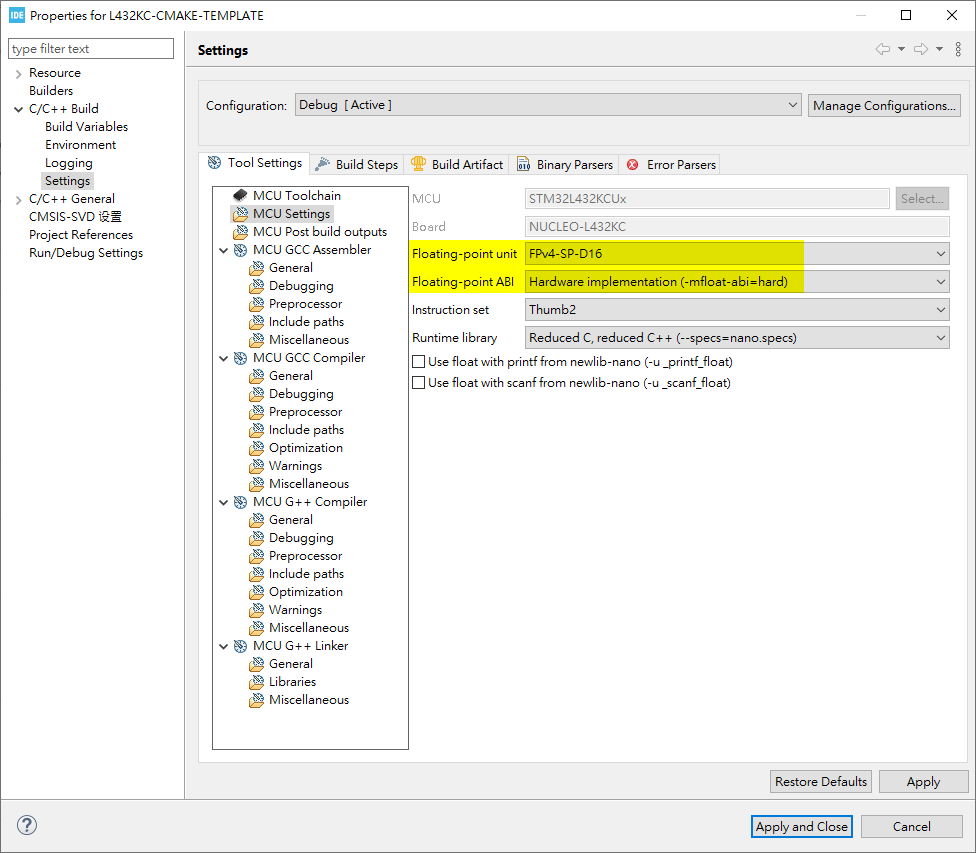 IDE Properties for L432KC-CMAKE-TEMPLATE
type filter text
Resource
Builders
C/C++ Build
Build Variables
Environment
Logging
Settings
C/C++ General
CMSIS-SVD 设置
Project References
Run/Debug Settings
Settings
Configuration: Debug [ Active ] Manage Configurations...
Tool Settings Build Steps Build Artifact Binary Parsers Error Parsers
MCU Toolchain
MCU Settings
MCU Post build outputs
MCU GCC Assembler
General
Debugging
Preprocessor
Include paths
Miscellaneous
MCU GCC Compiler
General
Debugging
Preprocessor
Include paths
Optimization
Warnings
Miscellaneous
MCU G++ Compiler
General
Debugging
Preprocessor
Include paths
Optimization
Warnings
Miscellaneous
MCU G++ Linker
General
Libraries
Miscellaneous
MCU STM32L432KCUx Select...
Board NUCLEO-L432KC
Floating-point unit FPv4-SP-D16
Floating-point ABI Hardware implementation (-mfloat-abi=hard)
Instruction set Thumb2
Runtime library Reduced C, reduced C++ (--specs=nano.specs)
Use float with printf from newlib-nano (-u _printf_float)
Use float with scanf from newlib-nano (-u _scanf_float)
Restore Defaults Apply
? Apply and Close Cancel